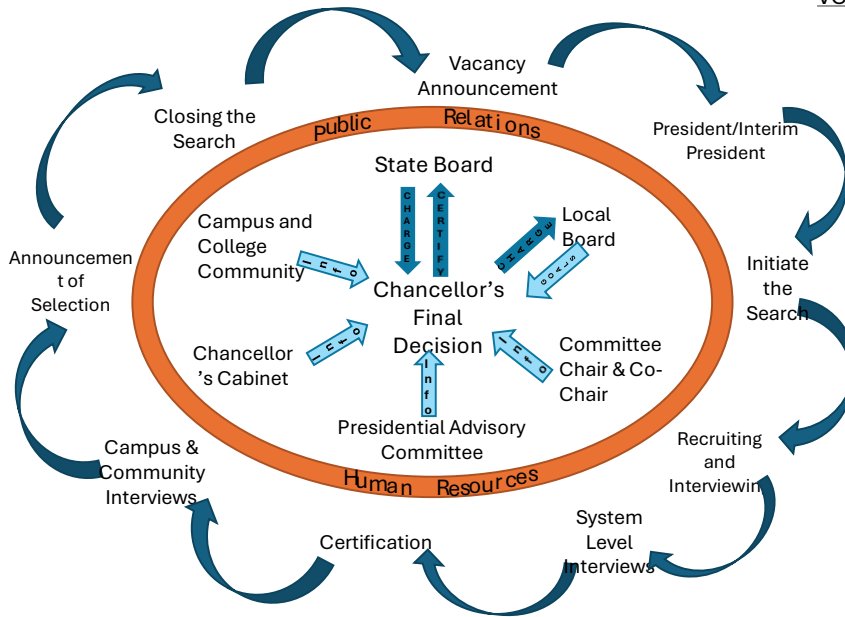 Vacancy
Announcement
President/Interim
President
Initiate
the
Search
Recruiting
and
Interviewin
System
Level
Interviews
Certification
Campus &
Community
Interviews
Announcemen
t of
Selection
Closing the
Search
Public Relations
State Board
CHARGE
CERTIFY
Campus and
College
Community
Info
CHARGE
Local
Board
GOALS
Chancellor's
Final
Decision
Chancellor
's Cabinet
Info
Info
Committee
Chair & Co-
Chair
Info
Presidential Advisory
Committee
Human Resources